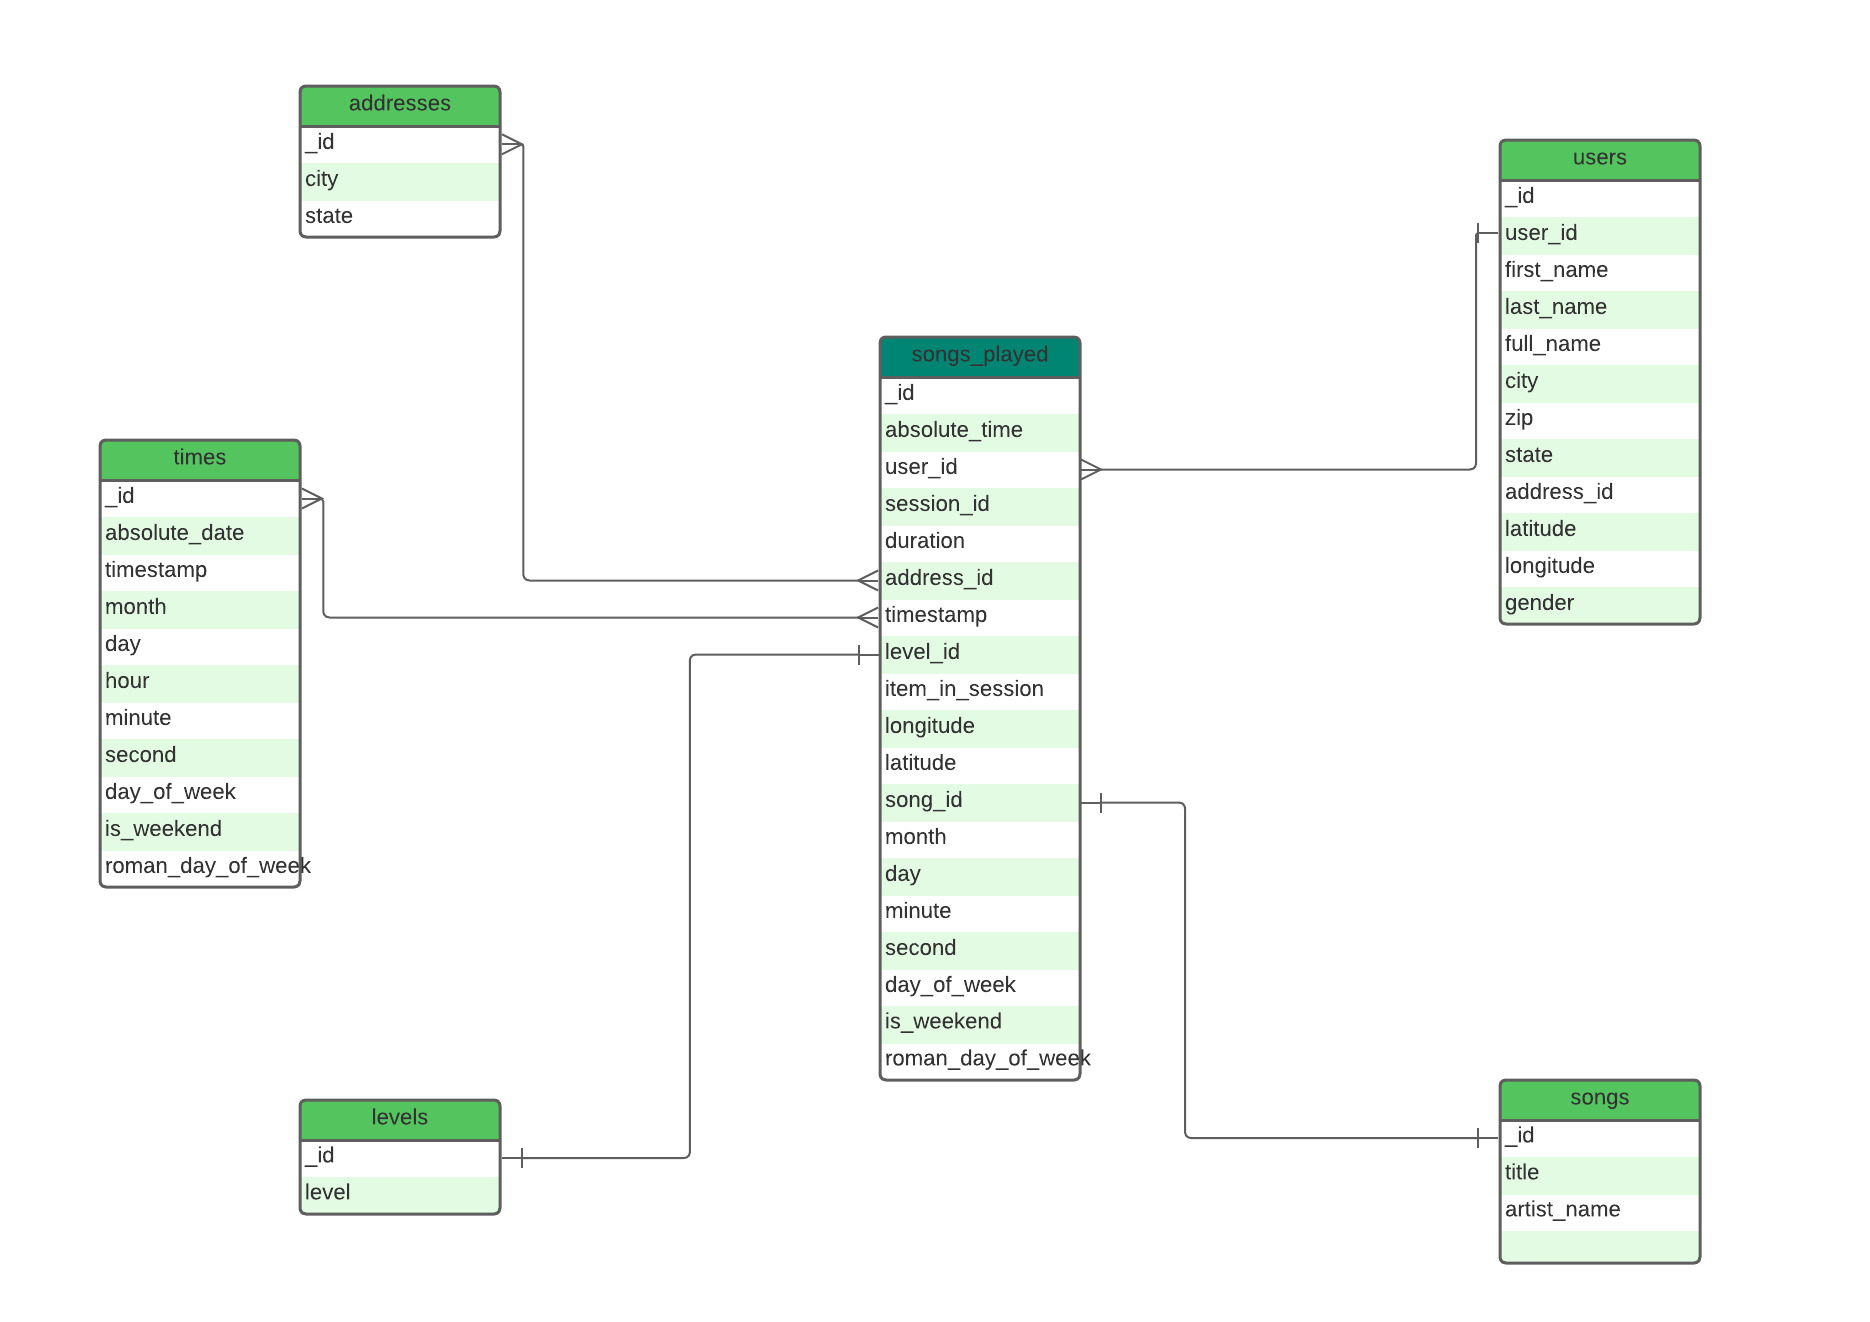 addresses
_id
city
state
users
_id
user_id
first_name
last_name
full_name
city
zip
state
address_id
latitude
longitude
gender
songs_played
_id
absolute_time
user_id
session_id
duration
address_id
timestamp
level_id
item_in_session
longitude
latitude
song_id
month
day
minute
second
day_of_week
is_weekend
roman_day_of_week
times
_id
absolute_date
timestamp
month
day
hour
minute
second
day_of_week
is_weekend
roman_day_of_week
levels
_id
level
songs
_id
title
artist_name